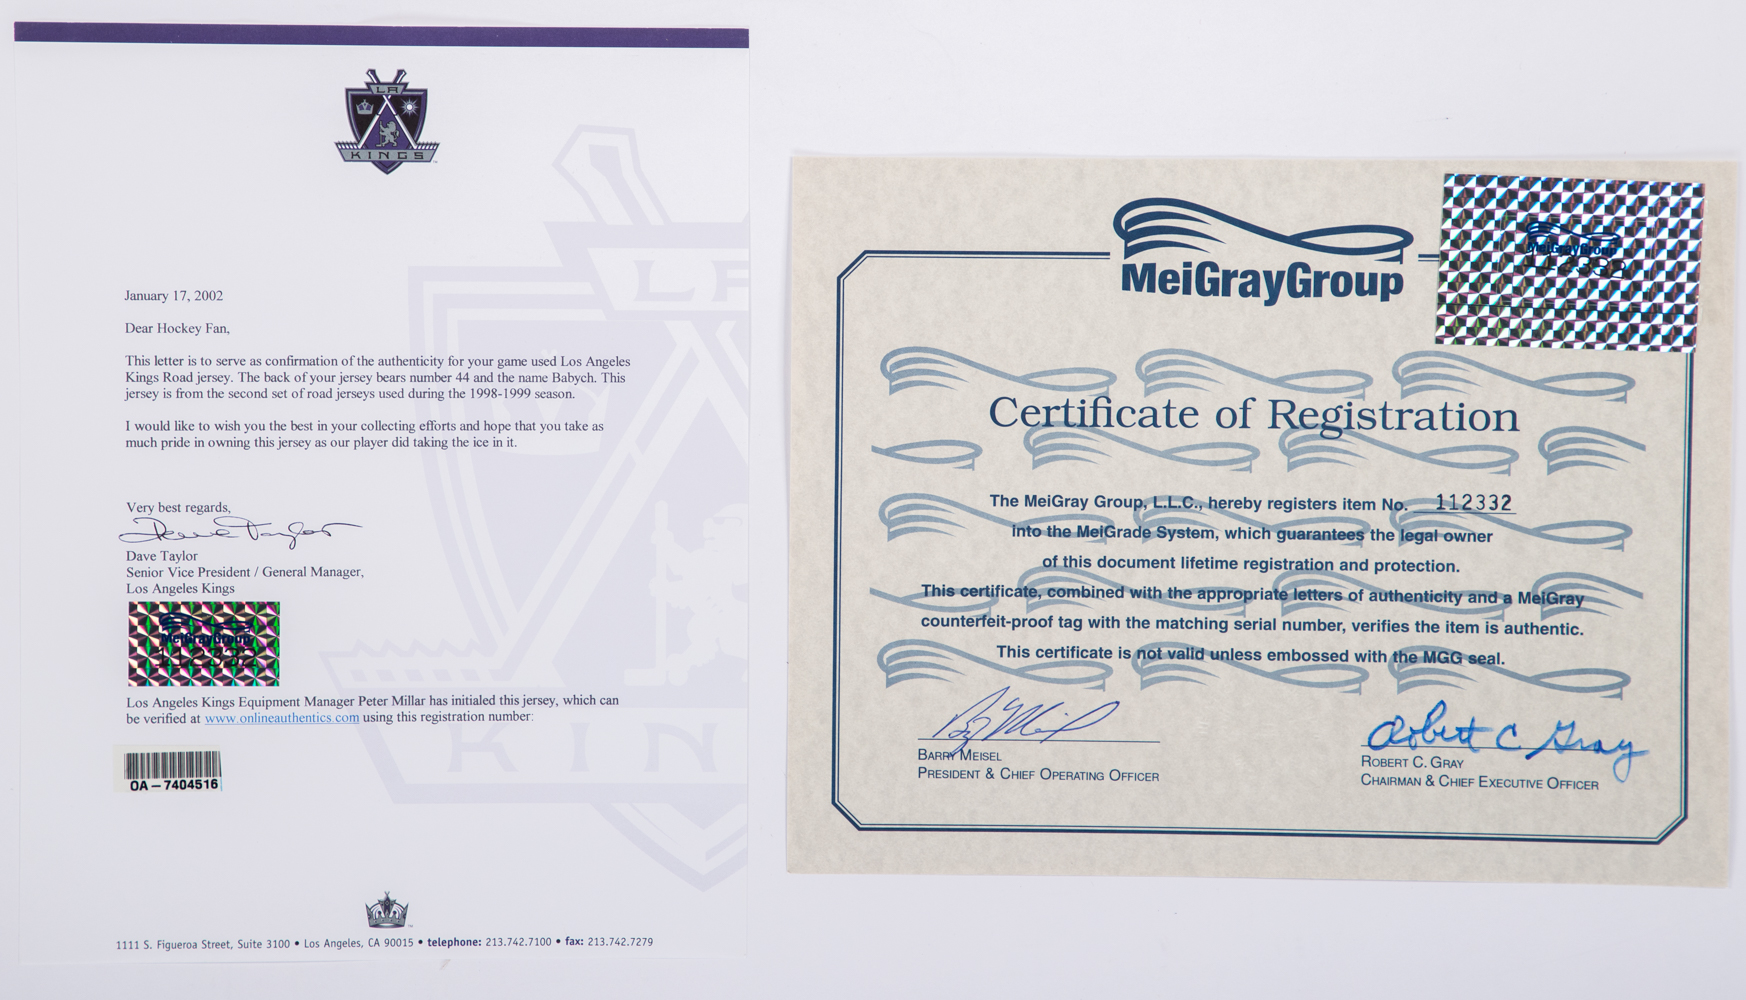 LA
KINGS
January 17, 2002
Dear Hockey Fan,
This letter is to serve as confirmation of the authenticity for your game used Los Angeles
Kings Road jersey. The back of your jersey bears number 44 and the name Babych. This
jersey is from the second set of road jerseys used during the 1998-1999 season.
I would like to wish you the best in your collecting efforts and hope that you take as
much pride in owning this jersey as our player did taking the ice in it.
Very best regards,
Dave Taylor
Dave Taylor
Senior Vice President / General Manager,
Los Angeles Kings
MeiGrayGroup
112332
Los Angeles Kings Equipment Manager Peter Millar has initialed this jersey, which can
be verified at www.onlineauthentics.com using this registration number:
OA-7404516
1111 S. Figueroa Street, Suite 3100 • Los Angeles, CA 90015 • telephone: 213.742.7100 • fax: 213.742.7279
LA
KIN
MeiGrayGroup
MeiGrayGroup
112332
Certificate of Registration
The MeiGray Group, L.L.C., hereby registers item No. 112332
into the MeiGrade System, which guarantees the legal owner
of this document lifetime registration and protection.
This certificate, combined with the appropriate letters of authenticity and a MeiGray
counterfeit-proof tag with the matching serial number, verifies the item is authentic.
This certificate is not valid unless embossed with the MGG seal.
Barry Meisel
President & Chief Operating Officer
Robert C. Gray
Robert C. Gray
Chairman & Chief Executive Officer